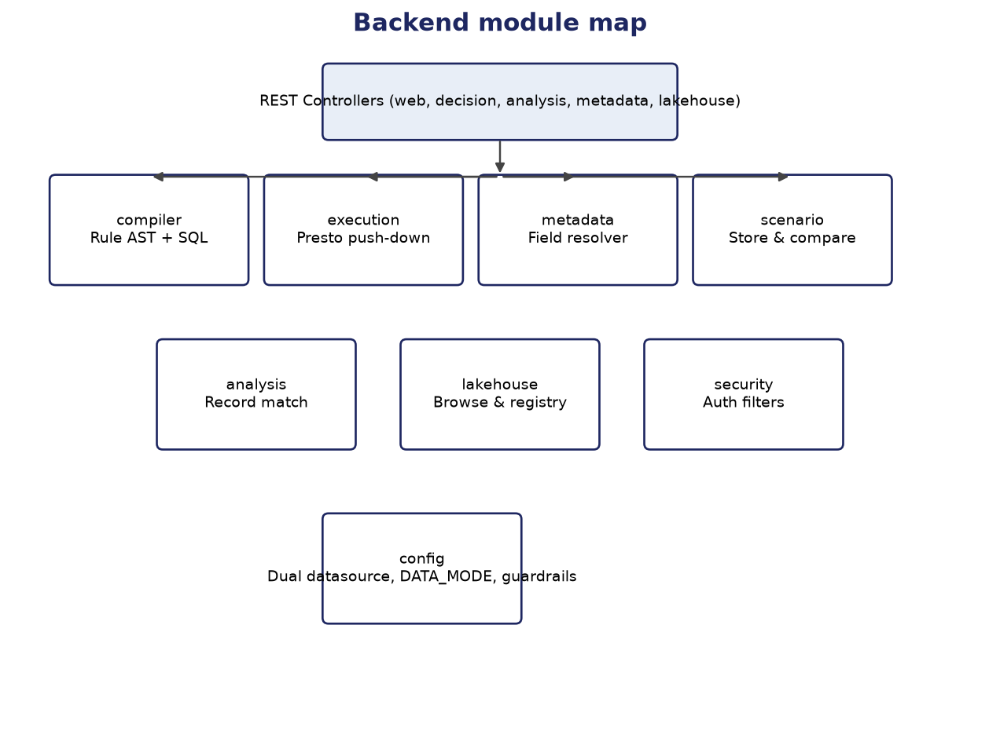 Backend module map
REST Controllers (web, decision, analysis, metadata, lakehouse)
compiler
Rule AST + SQL
execution
Presto push-down
metadata
Field resolver
scenario
Store & compare
analysis
Record match
lakehouse
Browse & registry
security
Auth filters
config
Dual datasource, DATA_MODE, guardrails